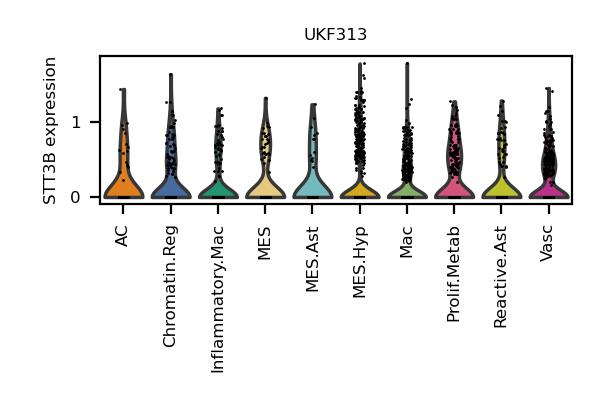 UKF313
STT3B expression
1
0
AC
Chromatin.Reg
Inflammatory.Mac
MES
MES.Ast
MES.Hyp
Mac
Prolif.Metab
Reactive.Ast
Vasc